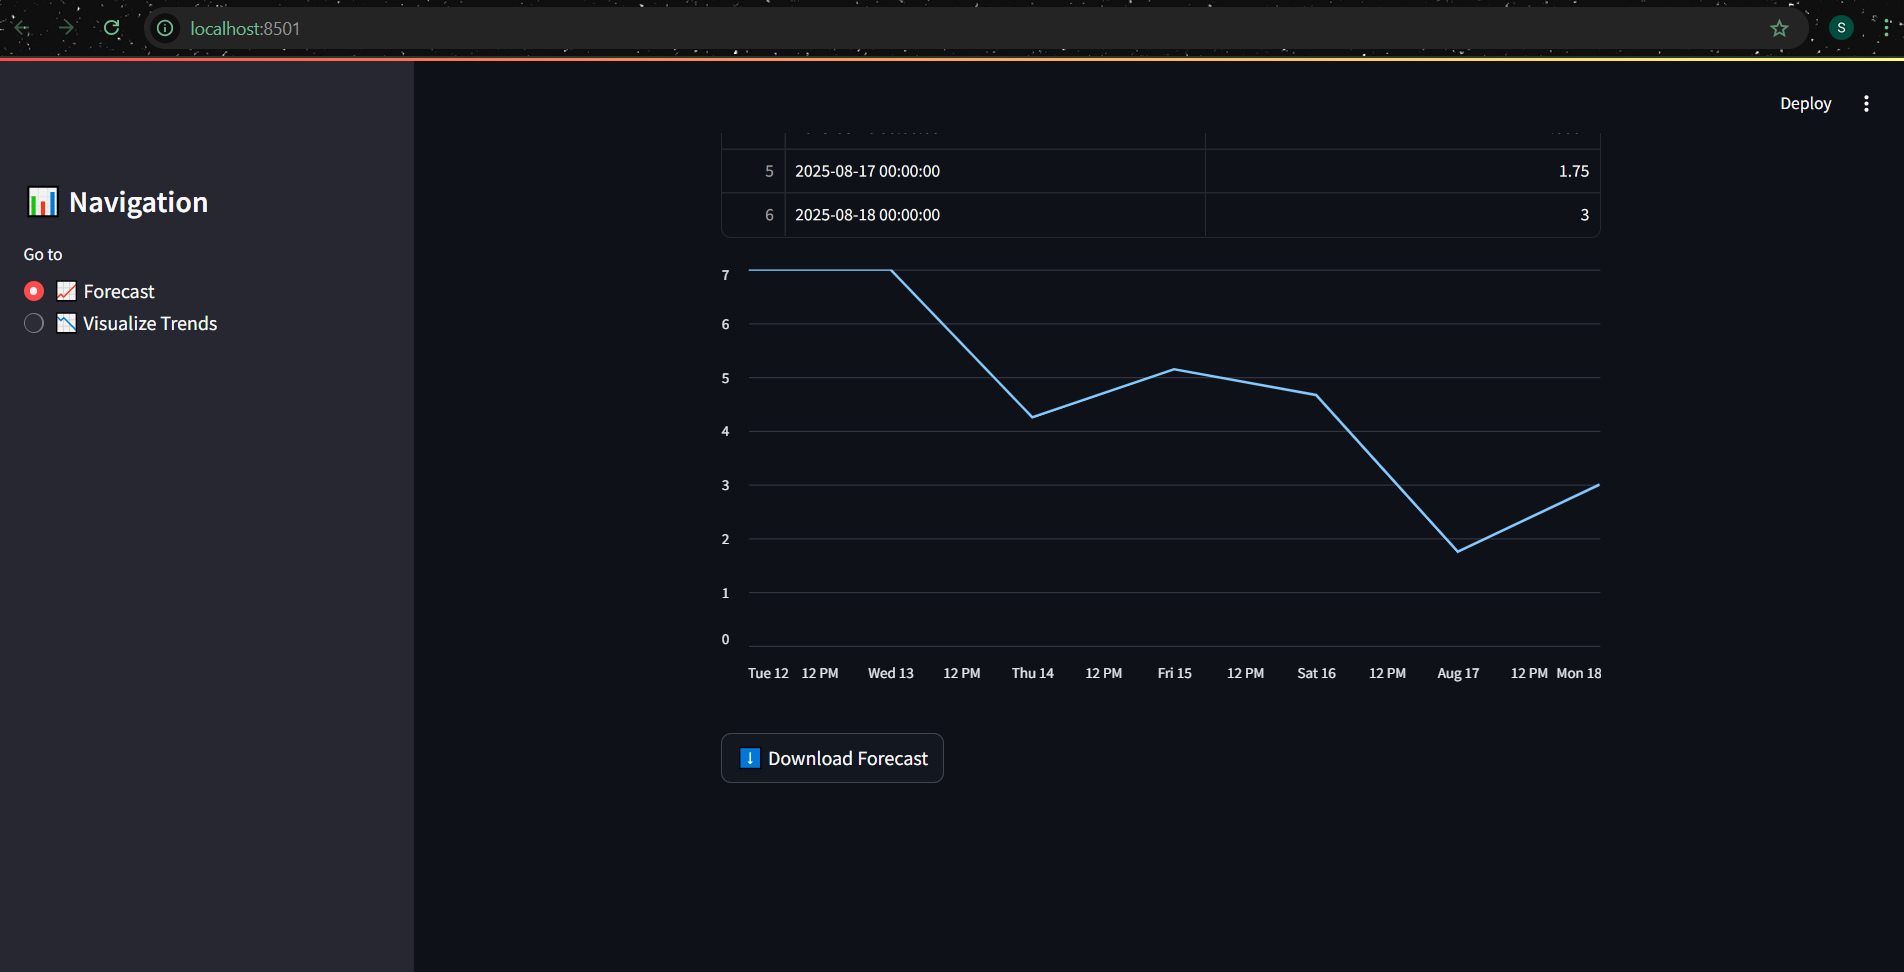 localhost:8501
S
Deploy
5 2025-08-17 00:00:00 1.75
6 2025-08-18 00:00:00 3
📊 Navigation
Go to
📈 Forecast
📉 Visualize Trends
7
6
5
4
3
2
1
0
Tue 12 12 PM Wed 13 12 PM Thu 14 12 PM Fri 15 12 PM Sat 16 12 PM Aug 17 12 PM Mon 18
⬇️ Download Forecast